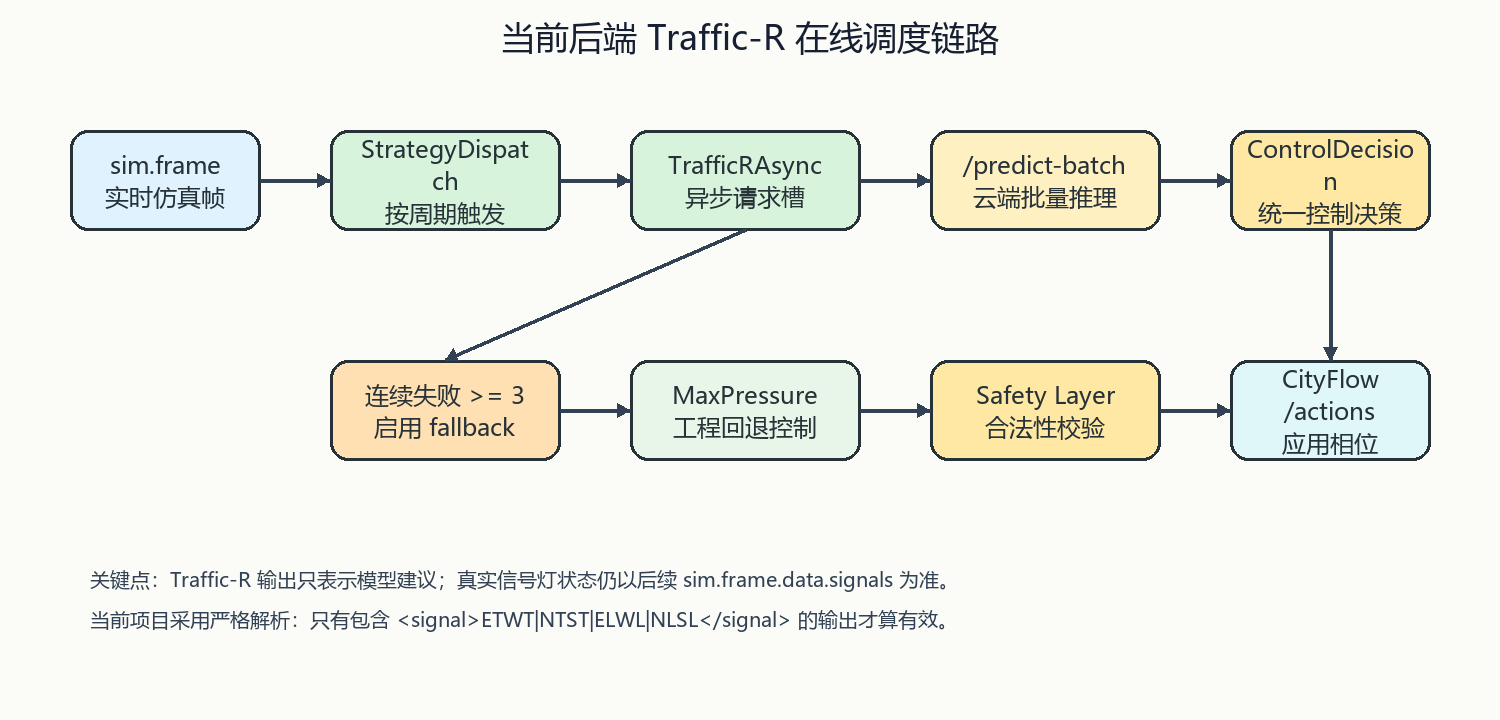 当前后端 Traffic-R 在线调度链路
sim.frame
实时仿真帧
StrategyDispat
ch
按周期触发
TrafficRAsync
异步请求槽
/predict-batch
云端批量推理
ControlDecisio
n
统一控制决策
连续失败 >= 3
启用 fallback
MaxPressure
工程回退控制
Safety Layer
合法性校验
CityFlow
/actions
应用相位
关键点：Traffic-R 输出只表示模型建议；真实信号灯状态仍以后续 sim.frame.data.signals 为准。
当前项目采用严格解析：只有包含 <signal>ETWT|NTST|ELWL|NLSL</signal> 的输出才算有效。